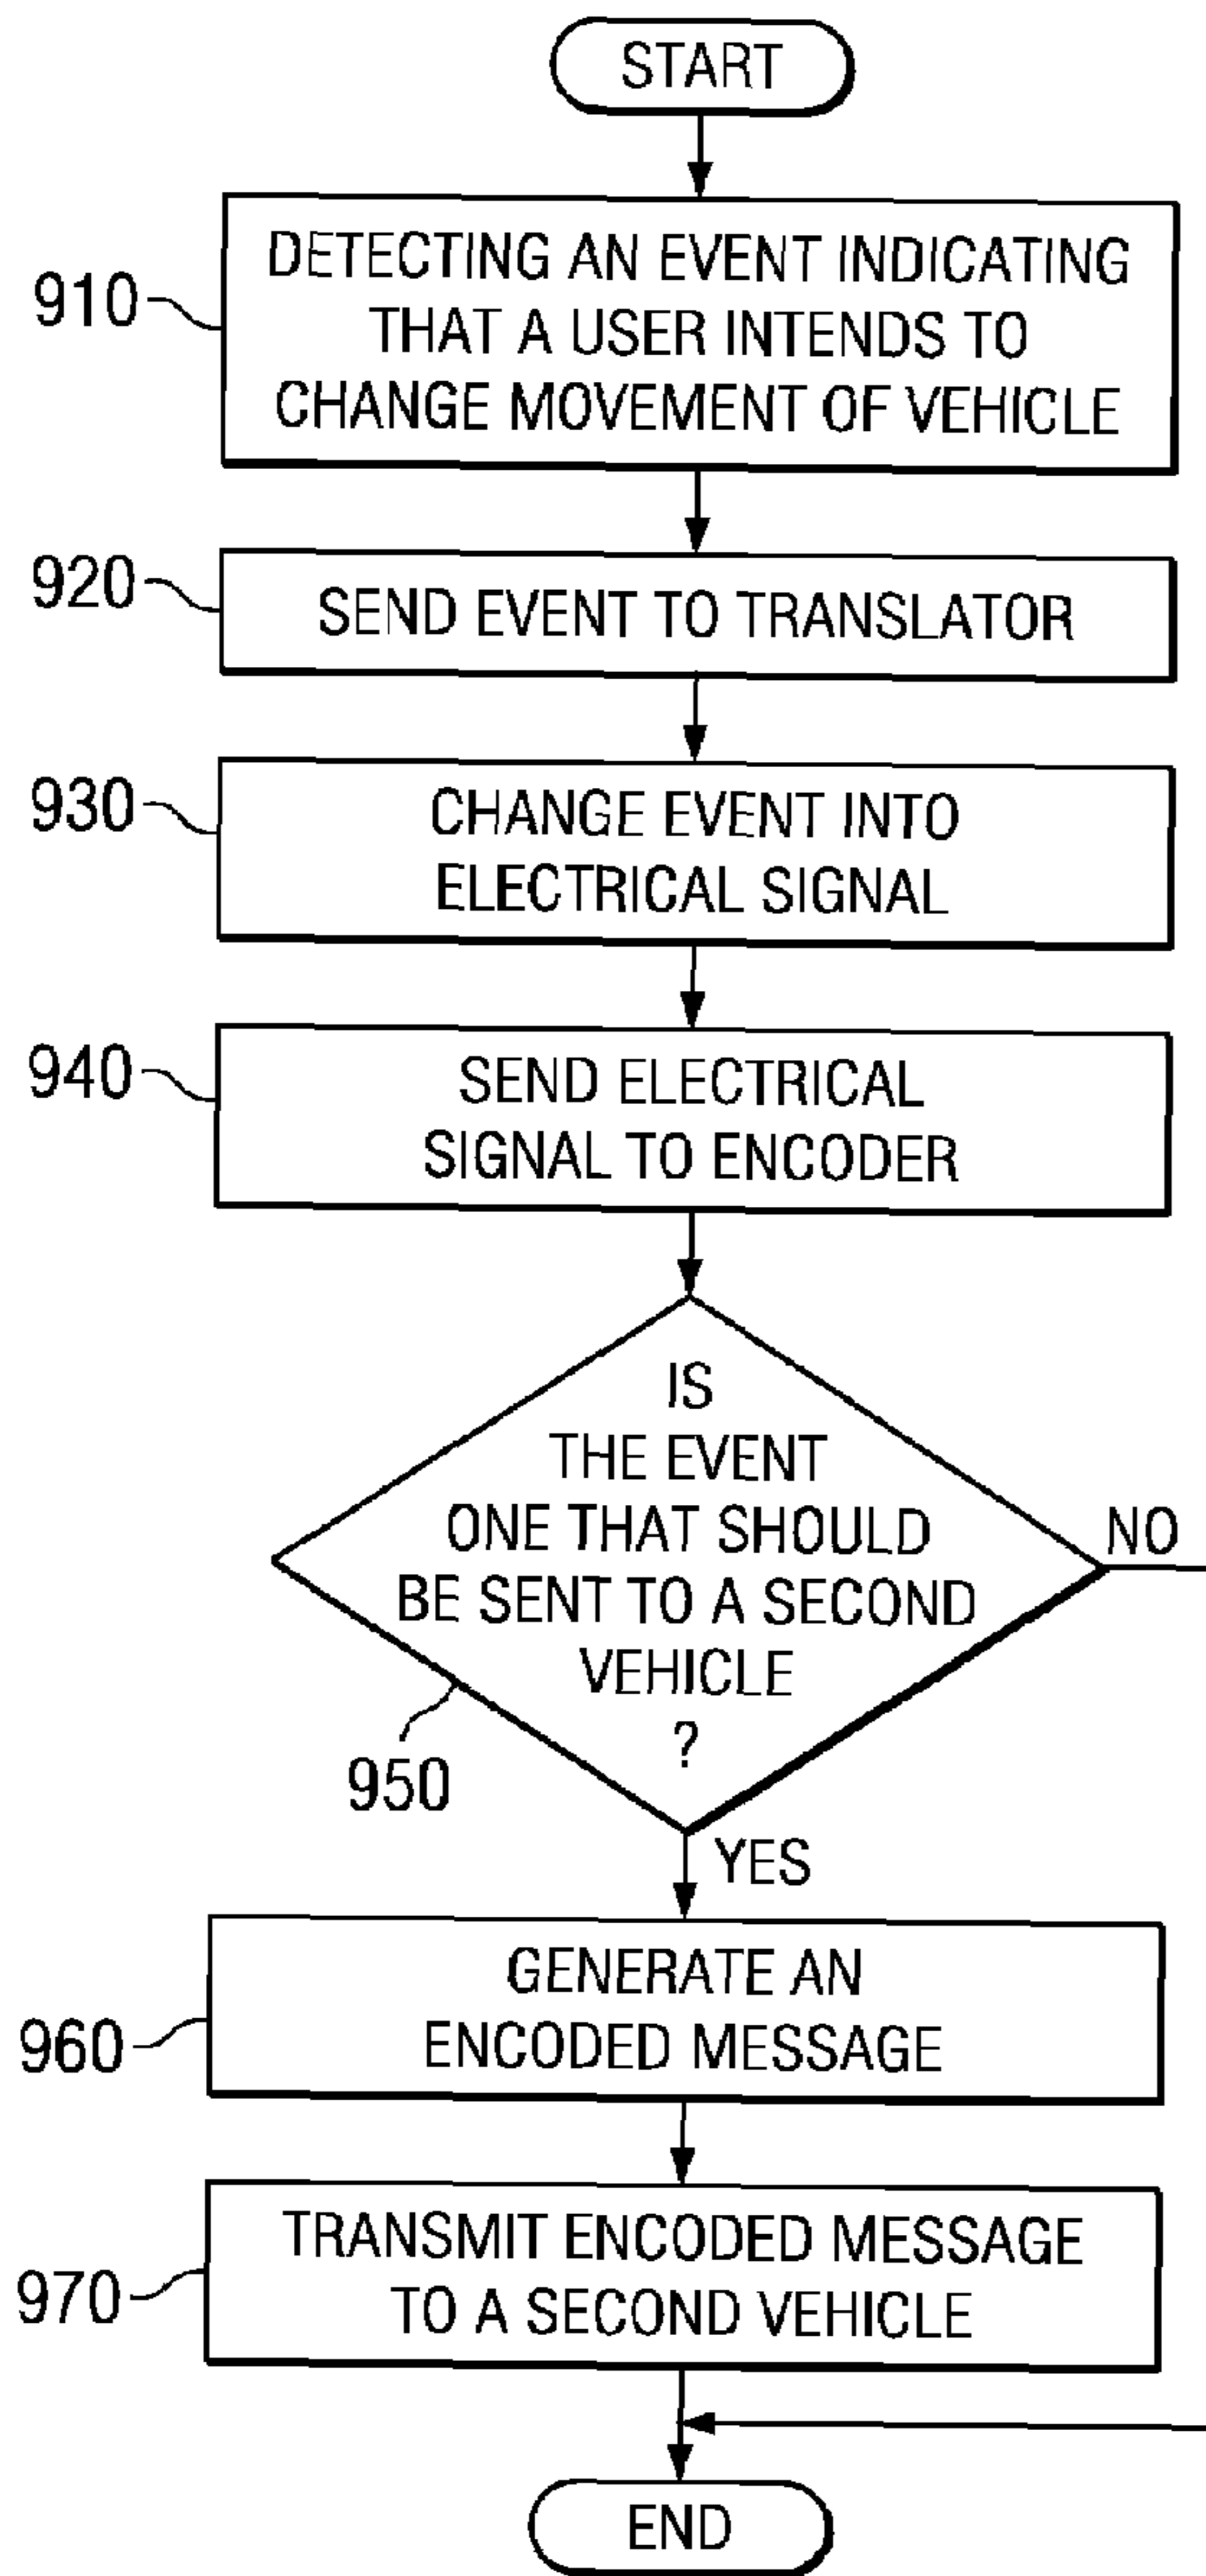 START
910
DETECTING AN EVENT INDICATING
THAT A USER INTENDS TO
CHANGE MOVEMENT OF VEHICLE
920
SEND EVENT TO TRANSLATOR
930
CHANGE EVENT INTO
ELECTRICAL SIGNAL
940
SEND ELECTRICAL
SIGNAL TO ENCODER
IS
THE EVENT
ONE THAT SHOULD
BE SENT TO A SECOND
VEHICLE
?
NO
950
YES
960
GENERATE AN
ENCODED MESSAGE
970
TRANSMIT ENCODED MESSAGE
TO A SECOND VEHICLE
END